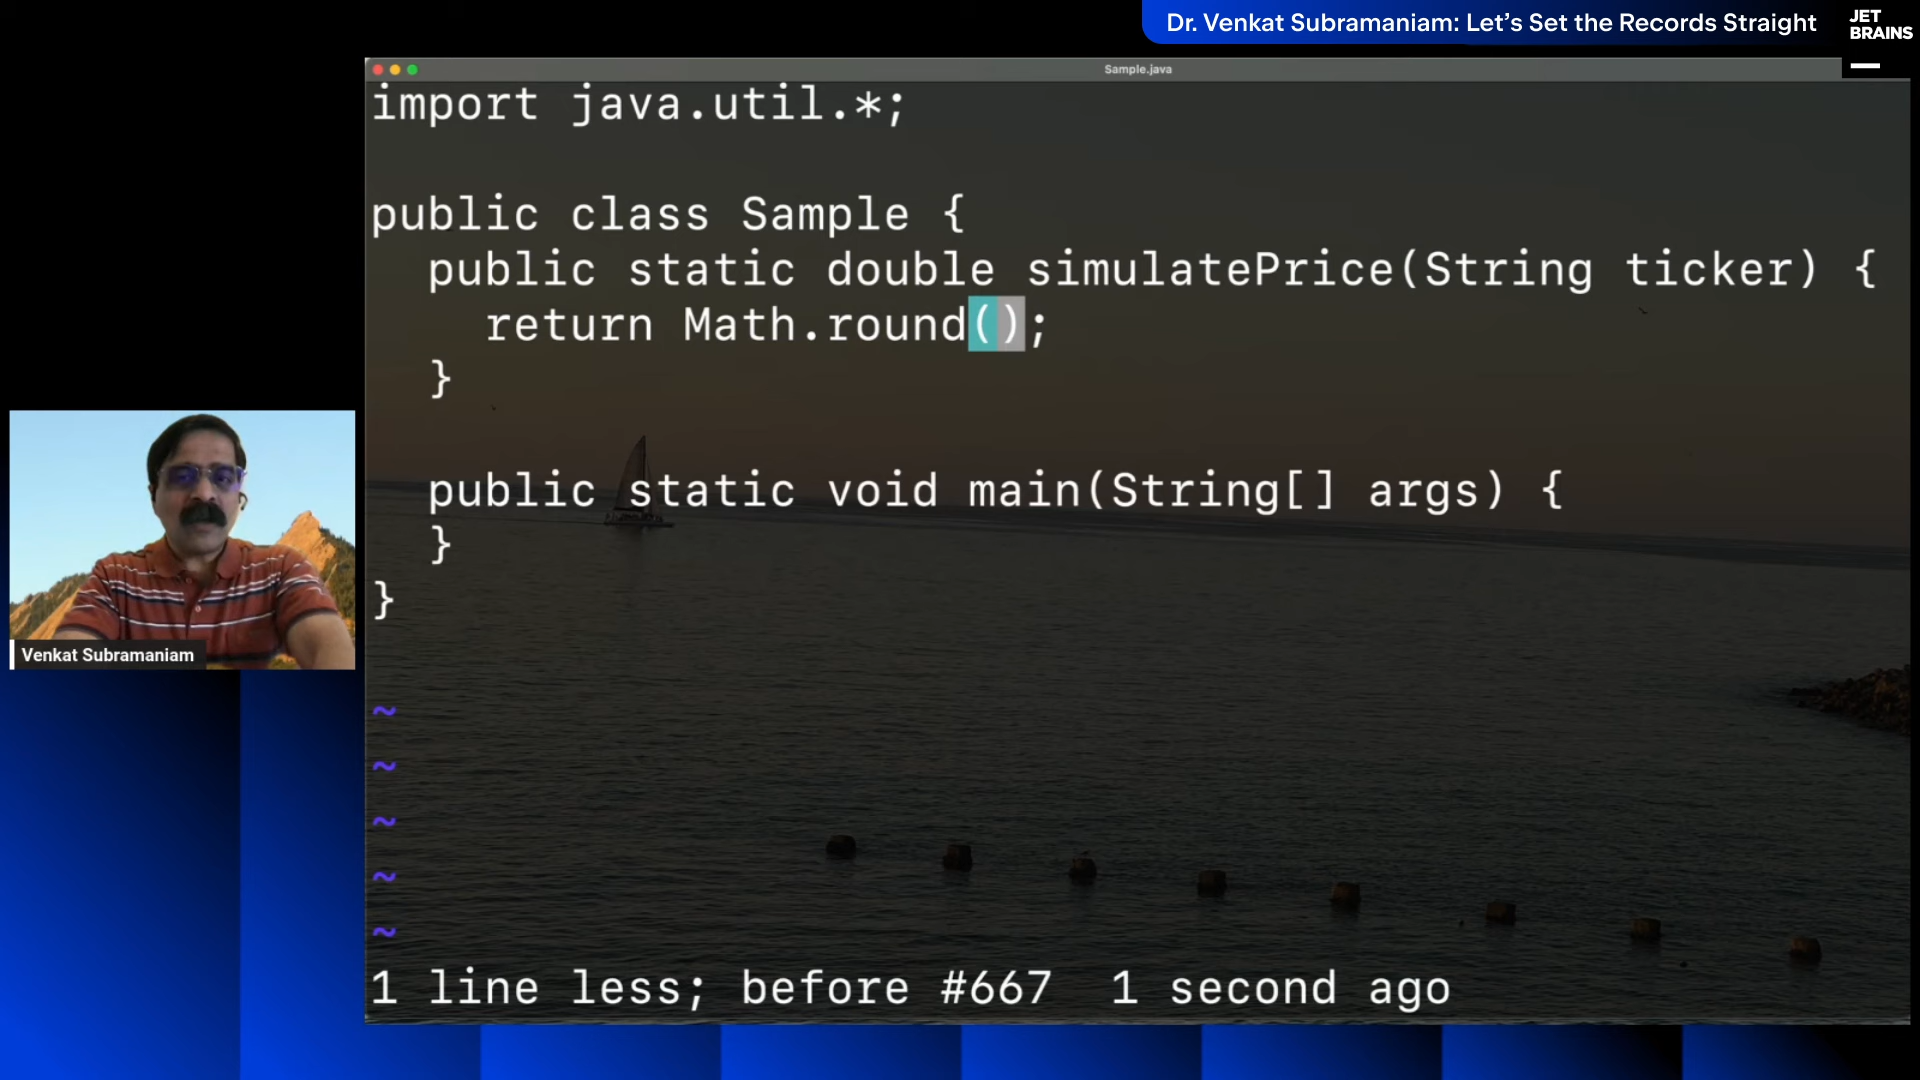 Dr. Venkat Subramaniam: Let’s Set the Records Straight
JET
BRAINS
Sample.java
import java.util.*;
public class Sample {
public static double simulatePrice(String ticker) {
return Math.round();
}
public static void main(String[] args) {
}
}
Venkat Subramaniam
~
~
~
~
~
1 line less; before #667 1 second ago